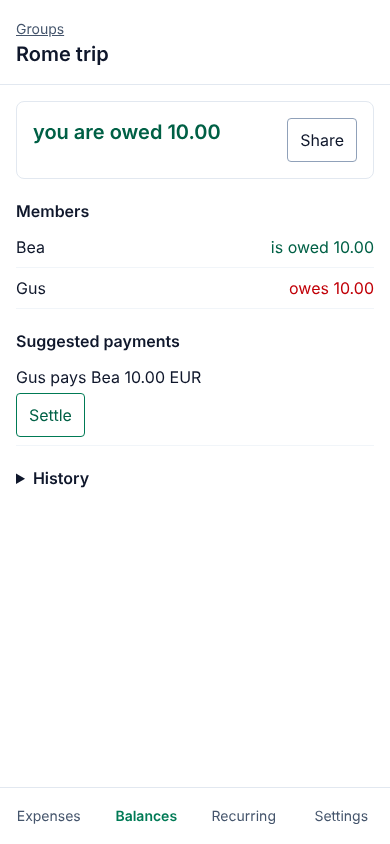 Groups
Rome trip
you are owed 10.00
Share
Members
Bea is owed 10.00
Gus owes 10.00
Suggested payments
Gus pays Bea 10.00 EUR
Settle
History
Expenses Balances Recurring Settings